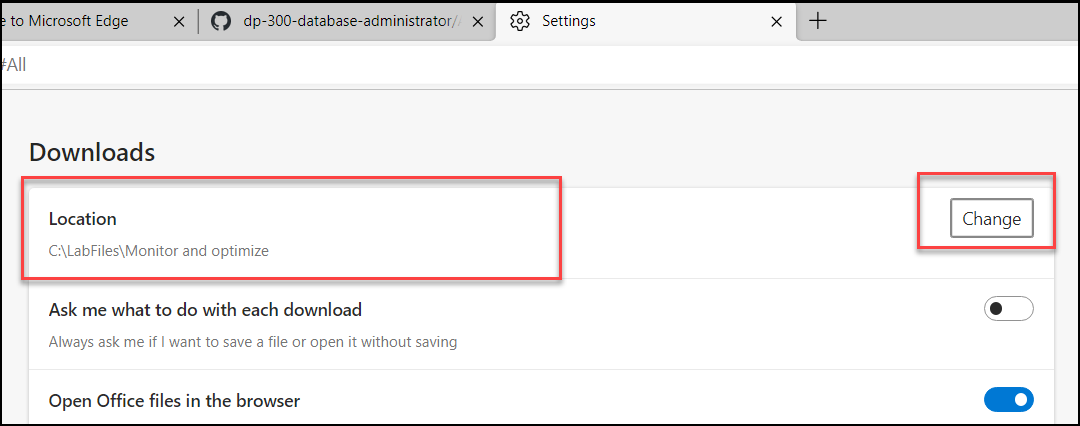 e to Microsoft Edge
dp-300-database-administrator/
Settings
#All
Downloads
Location
Change
C:\LabFiles\Monitor and optimize
Ask me what to do with each download
Always ask me if I want to save a file or open it without saving
Open Office files in the browser